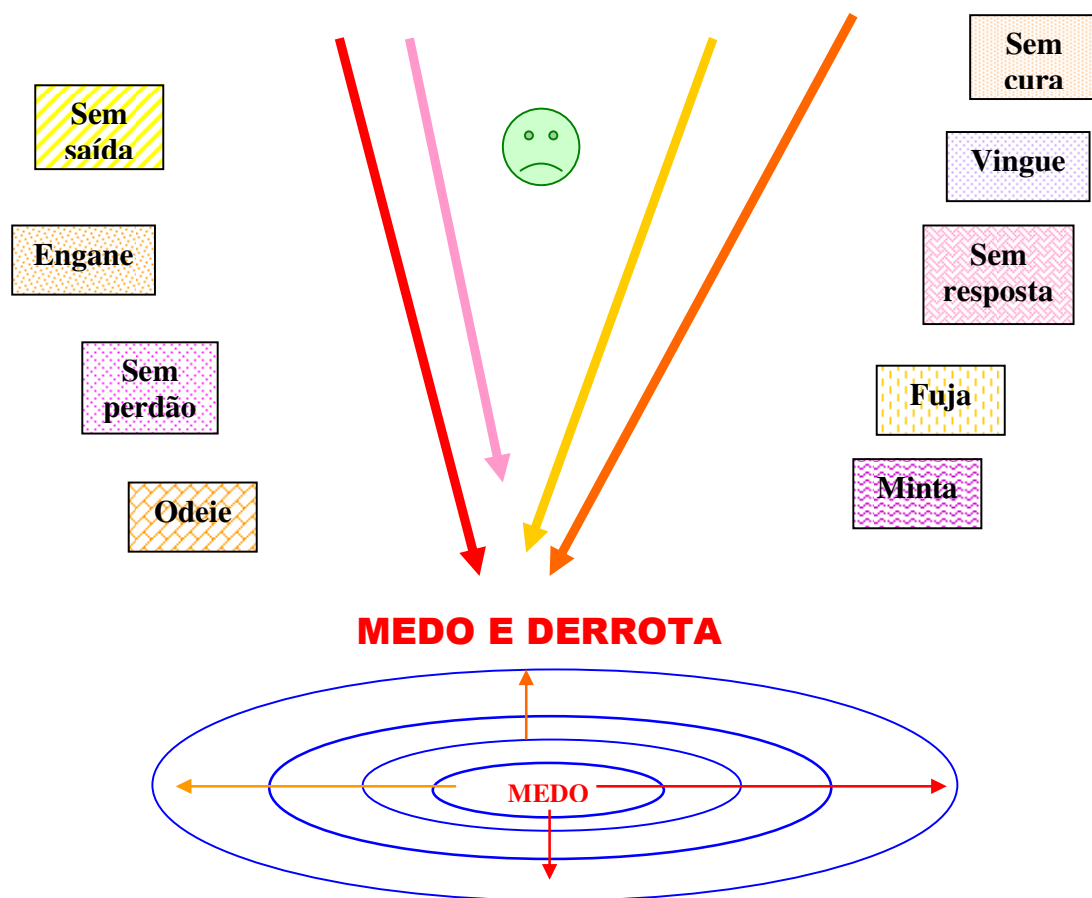 Sem
cura
Sem
saída
Vingue
Engane
Sem
resposta
Sem
perdão
Fuja
Minta
Odeie
MEDO E DERROTA
MEDO